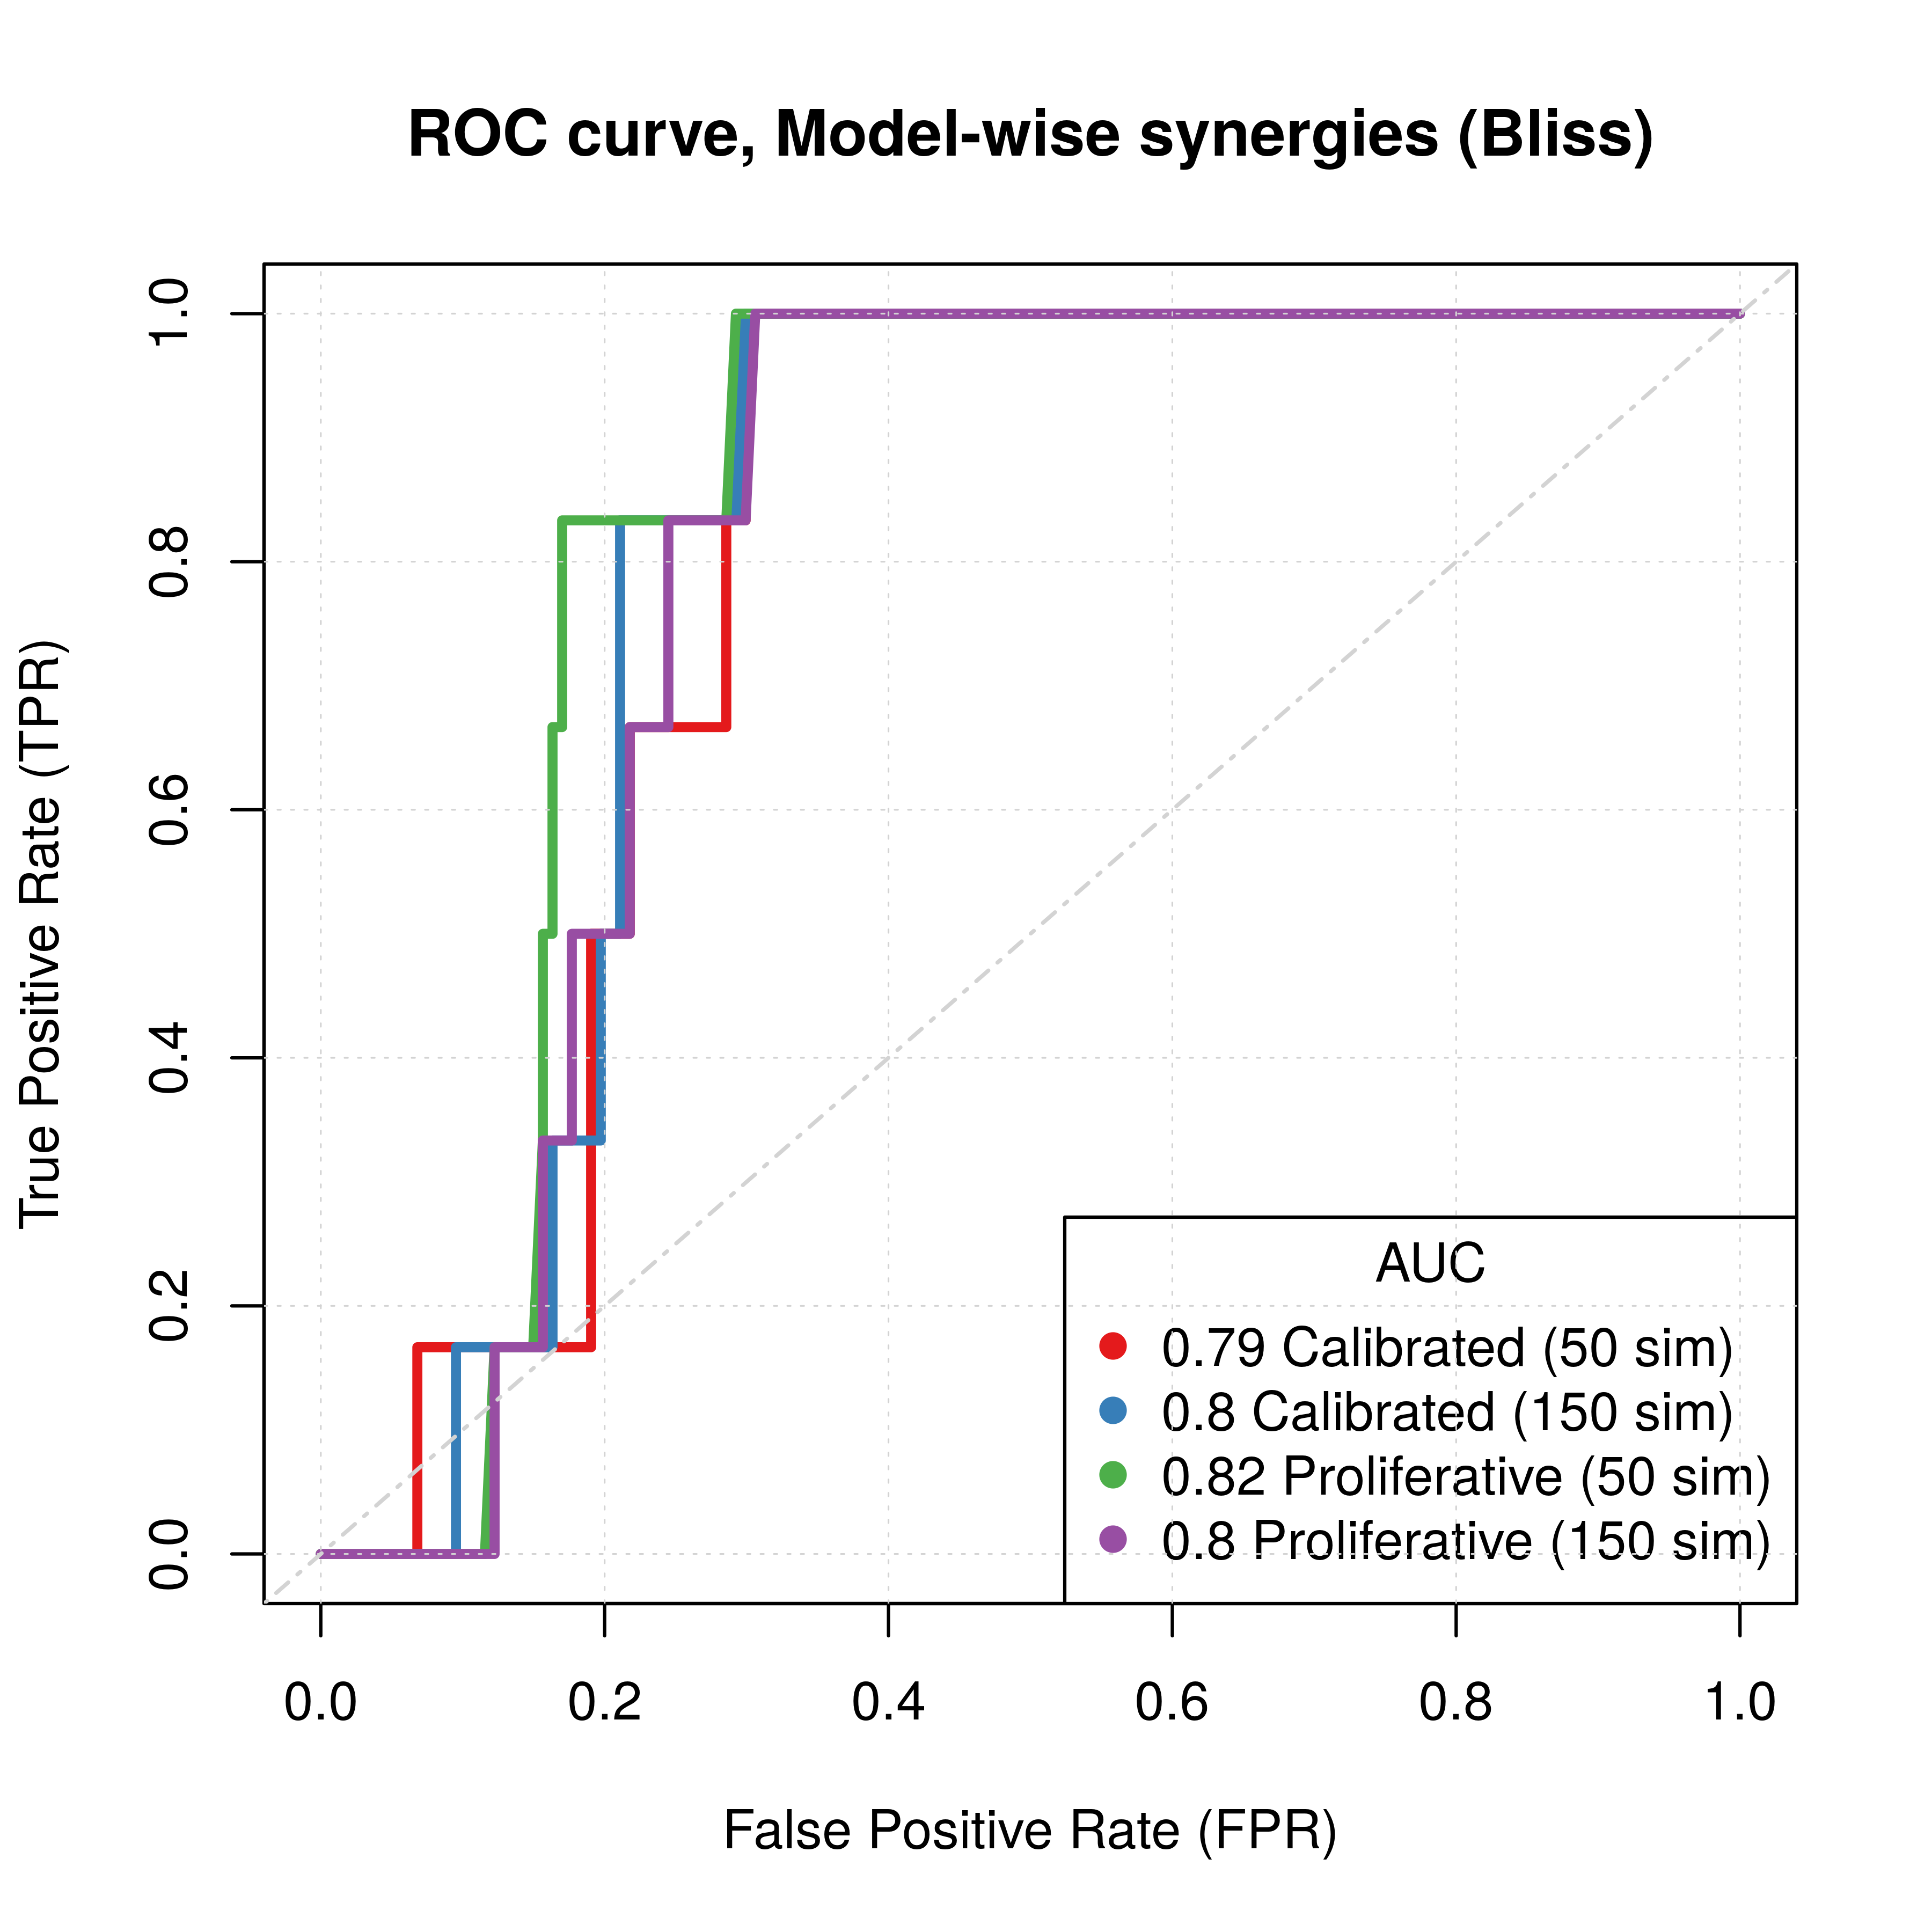 ROC curve, Model-wise synergies (Bliss)
True Positive Rate (TPR)
1.0
0.8
0.6
0.4
0.2
0.0
AUC
0.79 Calibrated (50 sim)
0.8 Calibrated (150 sim)
0.82 Proliferative (50 sim)
0.8 Proliferative (150 sim)
0.0 0.2 0.4 0.6 0.8 1.0
False Positive Rate (FPR)